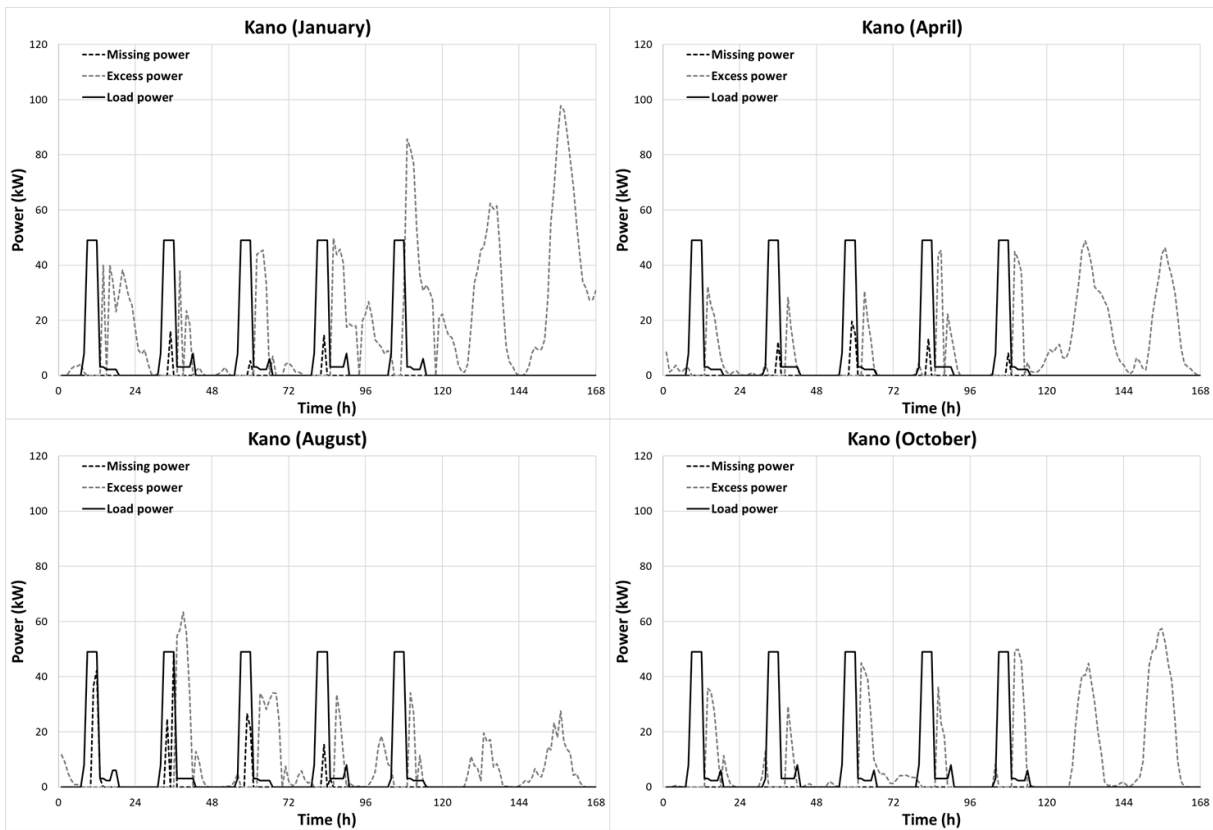 Kano (January)
120
100
80
60
40
20
0
Power (kW)
Missing power
Excess power
Load power
0 24 48 72 96 120 144 168
Time (h)
Kano (April)
120
100
80
60
40
20
0
Power (kW)
Missing power
Excess power
Load power
0 24 48 72 96 120 144 168
Time (h)
Kano (August)
120
100
80
60
40
20
0
Power (kW)
Missing power
Excess power
Load power
0 24 48 72 96 120 144 168
Time (h)
Kano (October)
120
100
80
60
40
20
0
Power (kW)
Missing power
Excess power
Load power
0 24 48 72 96 120 144 168
Time (h)